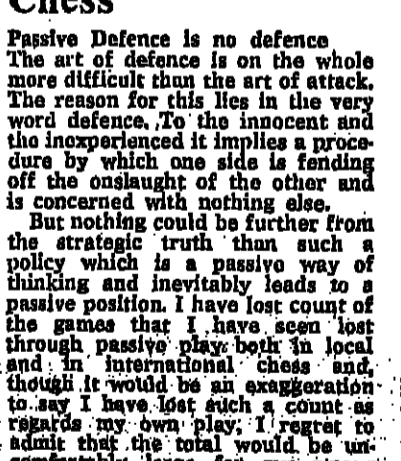 Chess
Passive Defence is no defence
The art of defence is on the whole
more difficult than the art of attack.
The reason for this lies in the very
word defence. To the innocent and
the inexperienced it implies a proce-
dure by which one side is fending
off the onslaught of the other and
is concerned with nothing else.
But nothing could be further from
the strategic truth than such a
policy which is a passive way of
thinking and inevitably leads to a
passive position. I have lost count of
the games that I have seen lost
through passive play both in local
and in international chess and,
though it would be an exaggeration
to say I have lost such a count as
regards my own play, I regret to
admit that the total would be un-